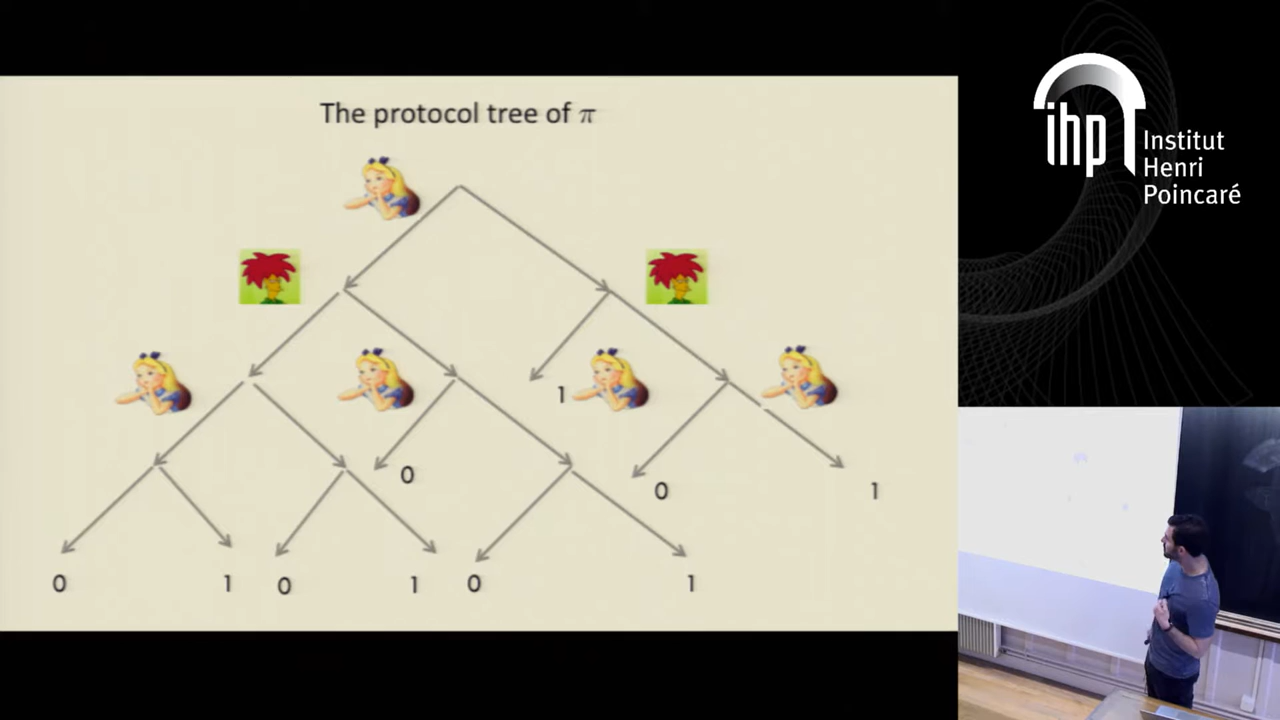 The protocol tree of π
1
0
0
1
0
1
0
1
0
1
ihp
Institut
Henri
Poincaré